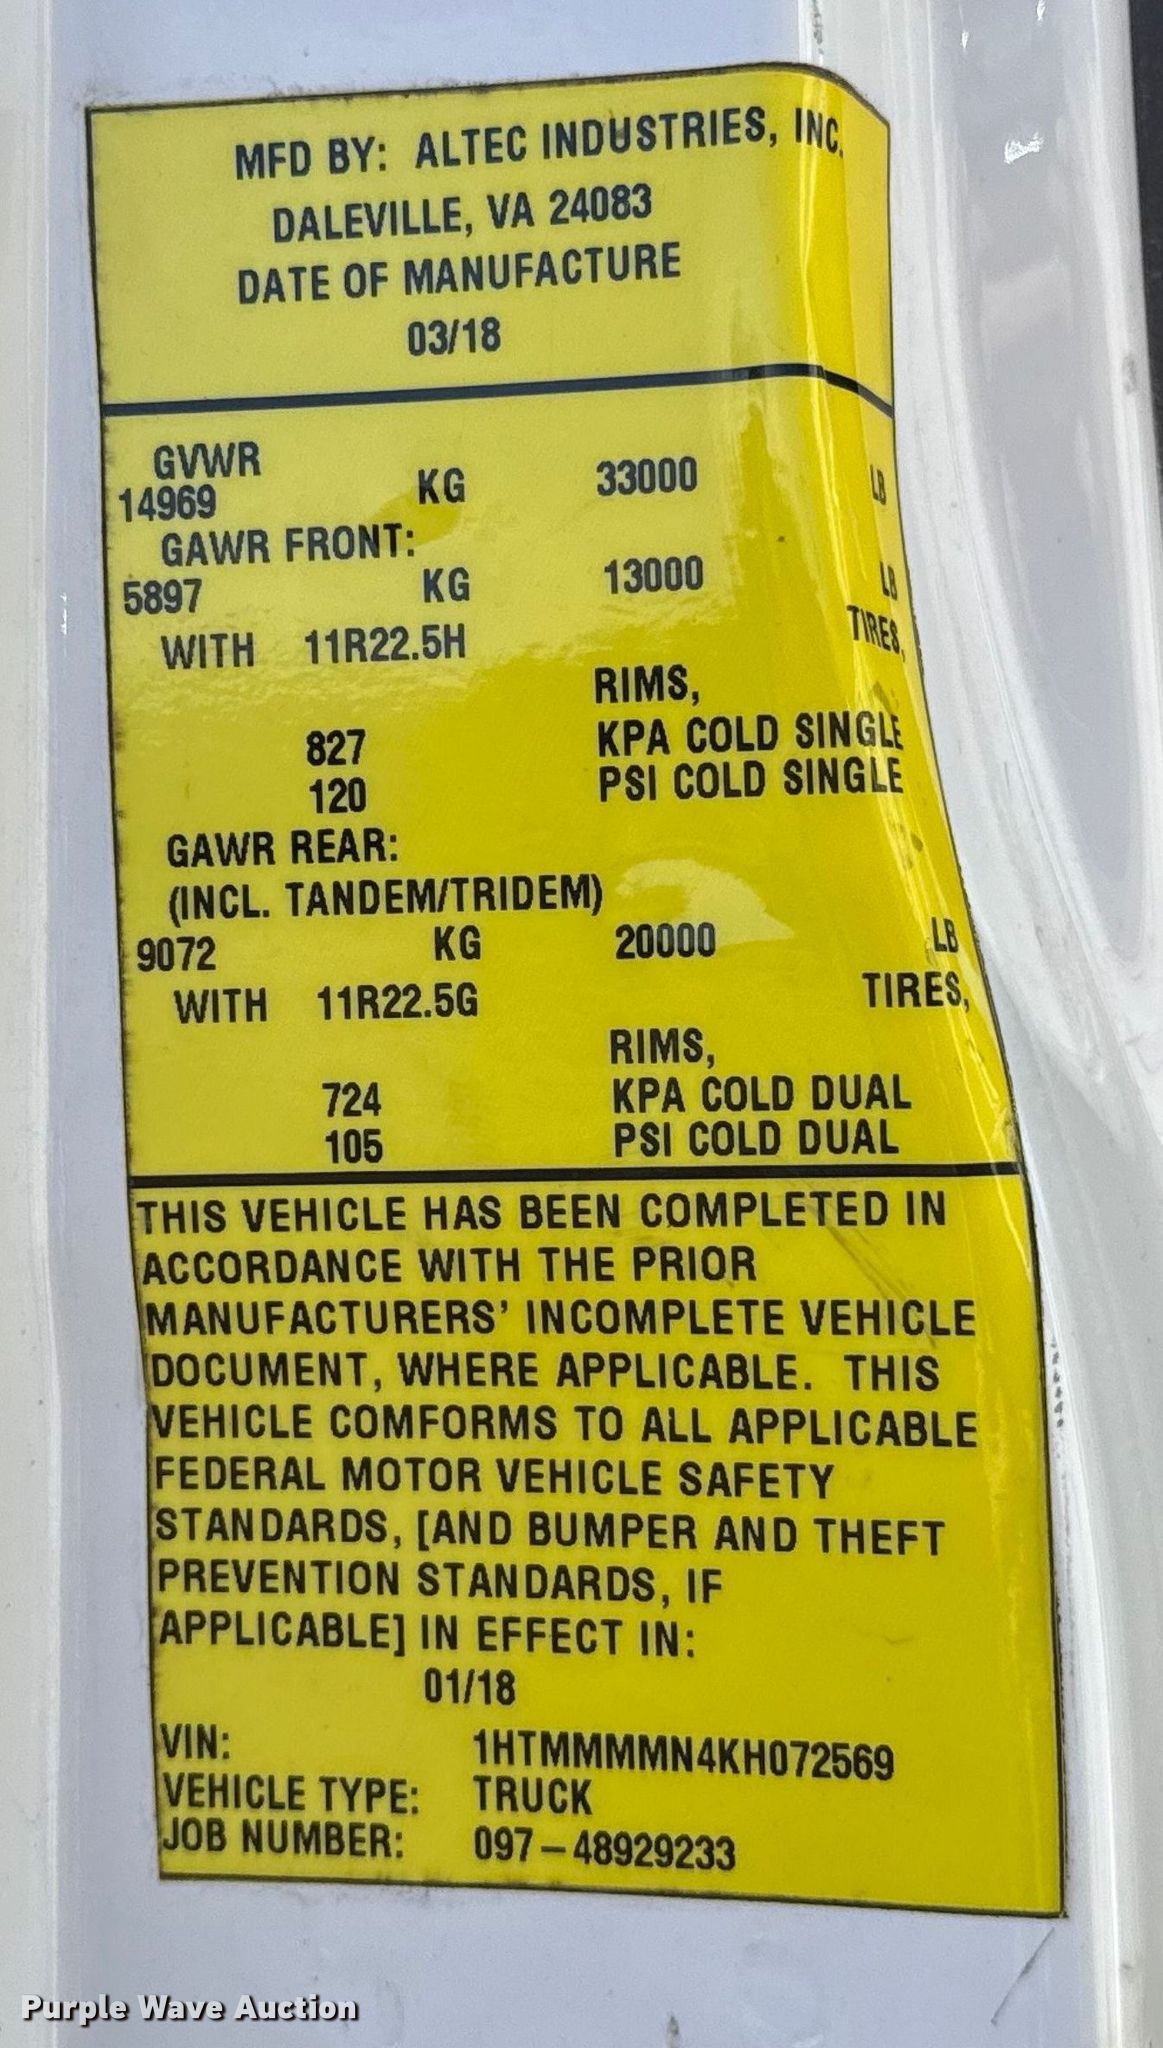 MFD BY: ALTEC INDUSTRIES, INC.
DALEVILLE, VA 24083
DATE OF MANUFACTURE
03/18
GVWR
14969 KG 33000 LB
GAWR FRONT:
5897 KG 13000 LB
WITH 11R22.5H TIRES,
RIMS,
827 KPA COLD SINGLE
120 PSI COLD SINGLE
GAWR REAR:
(INCL. TANDEM/TRIDEM)
9072 KG 20000 LB
WITH 11R22.5G TIRES,
RIMS,
724 KPA COLD DUAL
105 PSI COLD DUAL
THIS VEHICLE HAS BEEN COMPLETED IN
ACCORDANCE WITH THE PRIOR
MANUFACTURERS' INCOMPLETE VEHICLE
DOCUMENT, WHERE APPLICABLE. THIS
VEHICLE COMFORMS TO ALL APPLICABLE
FEDERAL MOTOR VEHICLE SAFETY
STANDARDS, [AND BUMPER AND THEFT
PREVENTION STANDARDS, IF
APPLICABLE] IN EFFECT IN:
01/18
VIN: 1HTMMMMN4KH072569
VEHICLE TYPE: TRUCK
JOB NUMBER: 097-48929233
Purple Wave Auction